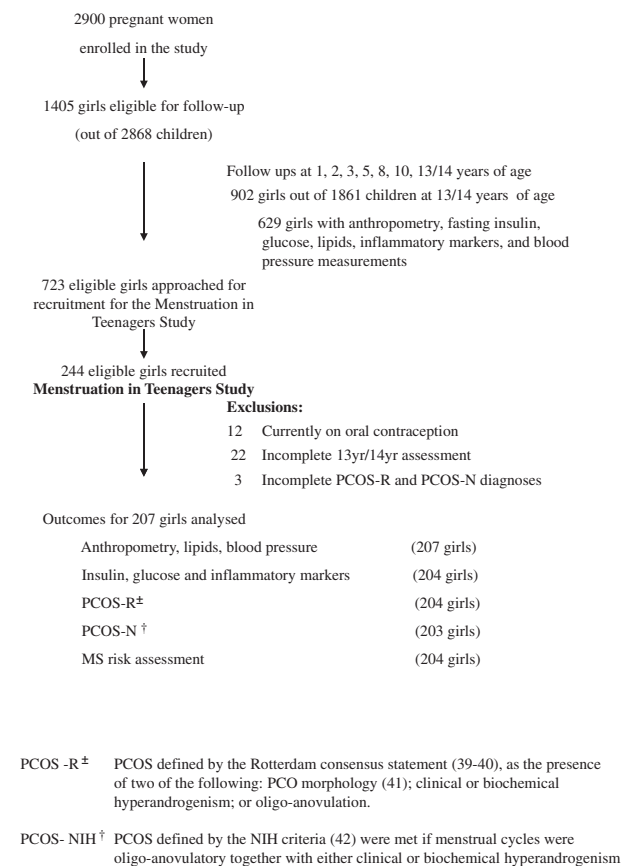 2900 pregnant women
enrolled in the study
1405 girls eligible for follow-up
(out of 2868 children)
Follow ups at 1, 2, 3, 5, 8, 10, 13/14 years of age
902 girls out of 1861 children at 13/14 years of age
629 girls with anthropometry, fasting insulin,
glucose, lipids, inflammatory markers, and blood
pressure measurements
723 eligible girls approached for
recruitment for the Menstruation in
Teenagers Study
244 eligible girls recruited
Menstruation in Teenagers Study
Exclusions:
12 Currently on oral contraception
22 Incomplete 13yr/14yr assessment
3 Incomplete PCOS-R and PCOS-N diagnoses
Outcomes for 207 girls analysed
Anthropometry, lipids, blood pressure (207 girls)
Insulin, glucose and inflammatory markers (204 girls)
PCOS-R± (204 girls)
PCOS-N † (203 girls)
MS risk assessment (204 girls)
PCOS -R± PCOS defined by the Rotterdam consensus statement (39-40), as the presence
of two of the following: PCO morphology (41); clinical or biochemical
hyperandrogenism; or oligo-anovulation.
PCOS- NIH† PCOS defined by the NIH criteria (42) were met if menstrual cycles were
oligo-anovulatory together with either clinical or biochemical hyperandrogenism